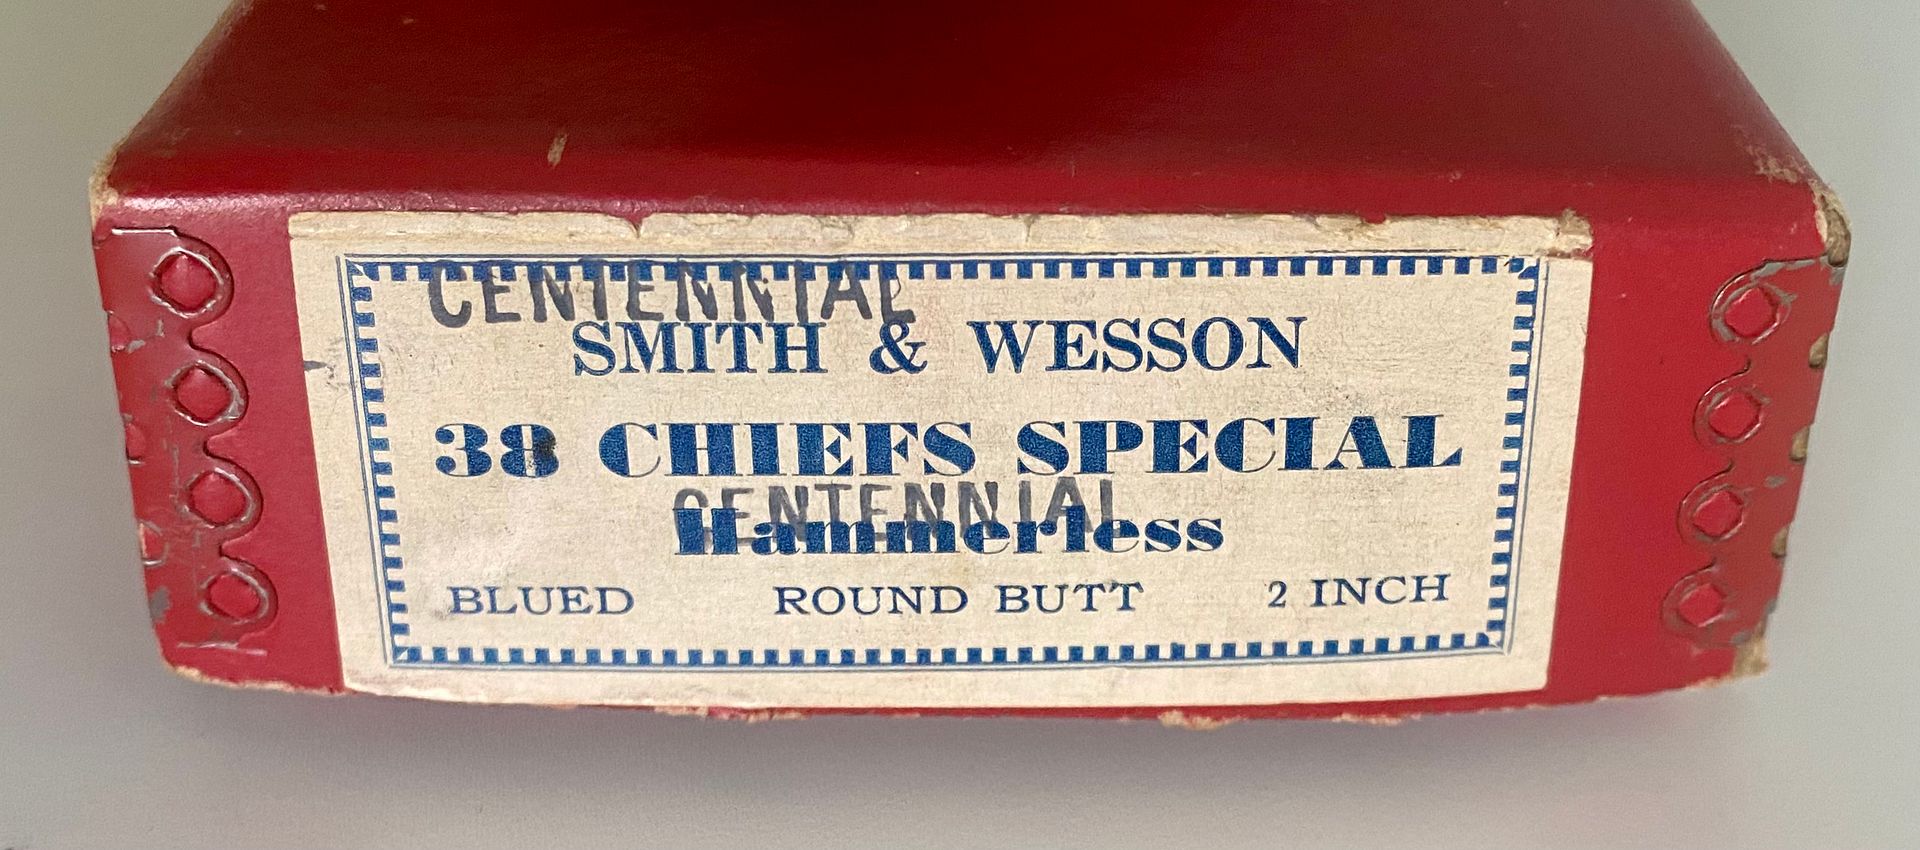 CENTENNIAL
SMITH & WESSON
38 CHIEFS SPECIAL
CENTENNIAL
Hammerless
BLUED ROUND BUTT 2 INCH